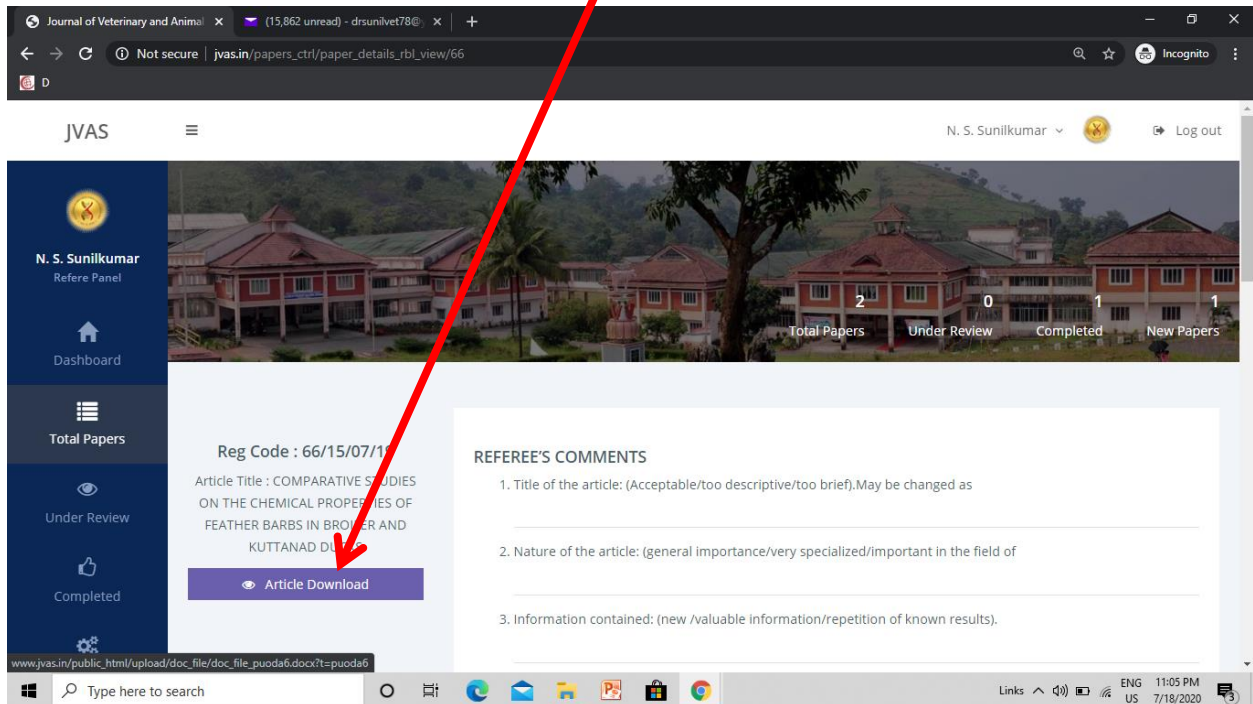 Journal of Veterinary and Animal
(15,862 unread) - drsunilvet78@
Not secure | jvas.in/papers_ctrl/paper_details_rbl_view/66
Incognito
D
JVAS
N. S. Sunilkumar
Log out
N. S. Sunilkumar
Refere Panel
2
Total Papers
0
Under Review
1
Completed
1
New Papers
Dashboard
Total Papers
Under Review
Completed
Reg Code : 66/15/07/19
Article Title : COMPARATIVE STUDIES
ON THE CHEMICAL PROPERTIES OF
FEATHER BARBS IN BROILER AND
KUTTANAD
Article Download
REFEREE'S COMMENTS
1. Title of the article: (Acceptable/too descriptive/too brief).May be changed as
2. Nature of the article: (general importance/very specialized/important in the field of
3. Information contained: (new /valuable information/repetition of known results).
www.jvas.in/public_html/upload/doc_file/doc_file_puoda6.docx?t=puoda6
Type here to search
Links
ENG
US
11:05 PM
7/18/2020
3